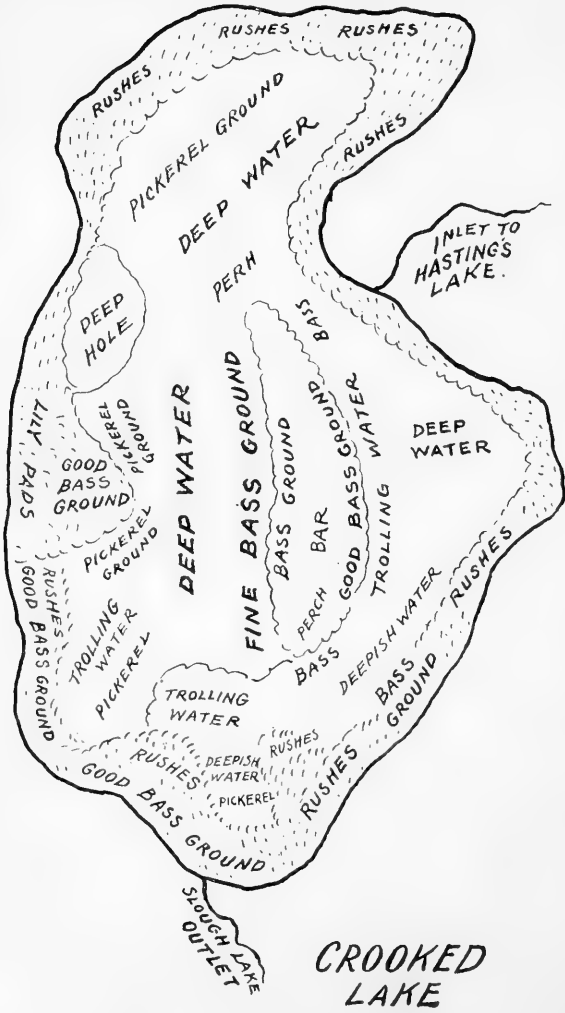 RUSHES
RUSHES
RUSHES
RUSHES
PICKEREL GROUND
DEEP WATER
PERH
INLET TO
HASTING'S
LAKE.
DEEP
HOLE
BASS
LILY PADS
PICKEREL
GROUND
GOOD
BASS
GROUND
DEEP WATER
FINE BASS GROUND
BASS GROUND
PERCH BAR
GOOD BASS GROUND
TROLLING WATER
DEEP
WATER
PICKEREL
GROUND
RUSHES
GOOD BASS GROUND
TROLLING
WATER
PICKEREL
BASS
DEEPISH WATER
RUSHES
BASS
GROUND
TROLLING
WATER
RUSHES
DEEPISH
WATER
PICKEREL
RUSHES
RUSHES
GOOD BASS GROUND
SLOUGH LAKE
OUTLET
CROOKED
LAKE